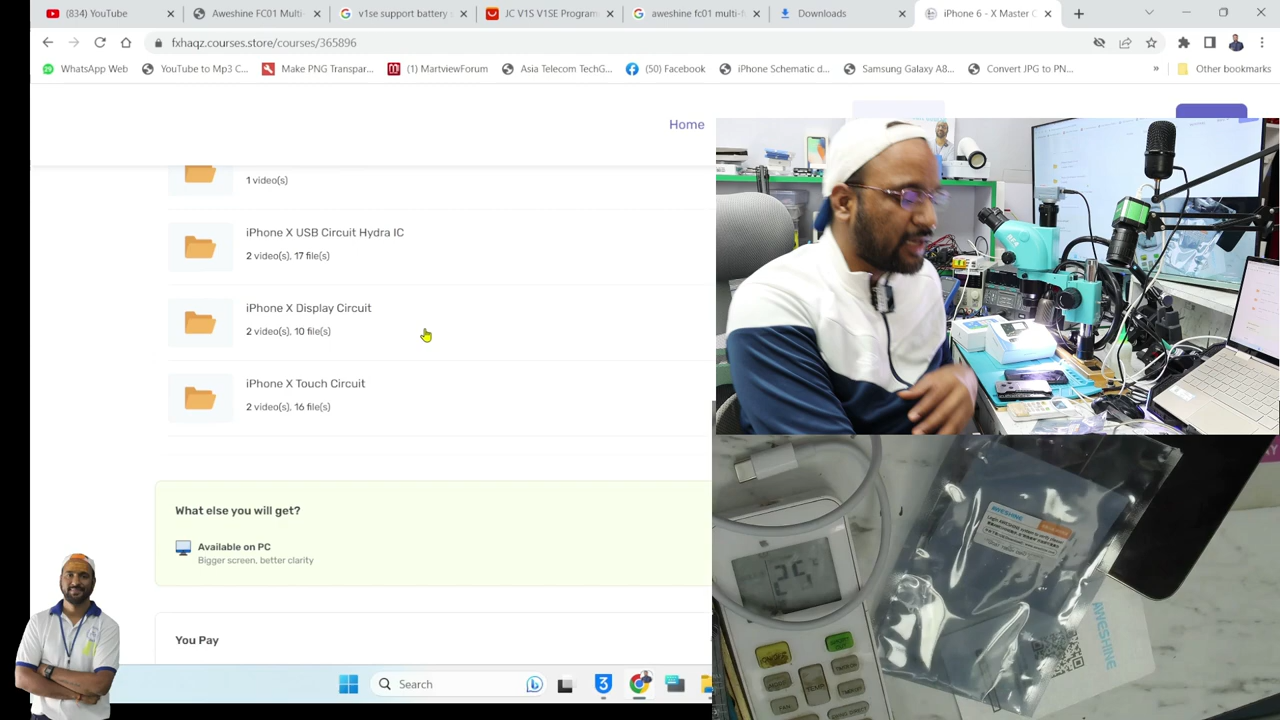 (834) YouTube
Aweshine FC01 Multi-
v1se support battery
JC V1S V1SE Program
aweshine fc01 multi-f
Downloads
iPhone 6 - X Master C
fxhaqz.courses.store/courses/365896
WhatsApp Web
YouTube to Mp3 C...
Make PNG Transpar...
(1) MartviewForum
Asia Telecom TechG...
(50) Facebook
iPhone Schematic d...
Samsung Galaxy A8...
Convert JPG to PN...
»
Other bookmarks
Home
1 video(s)
iPhone X USB Circuit Hydra IC
2 video(s), 17 file(s)
iPhone X Display Circuit
2 video(s), 10 file(s)
iPhone X Touch Circuit
2 video(s), 16 file(s)
What else you will get?
Available on PC
Bigger screen, better clarity
You Pay
Search
AWESHINE
25
TEMP
FAN
AWESHINE